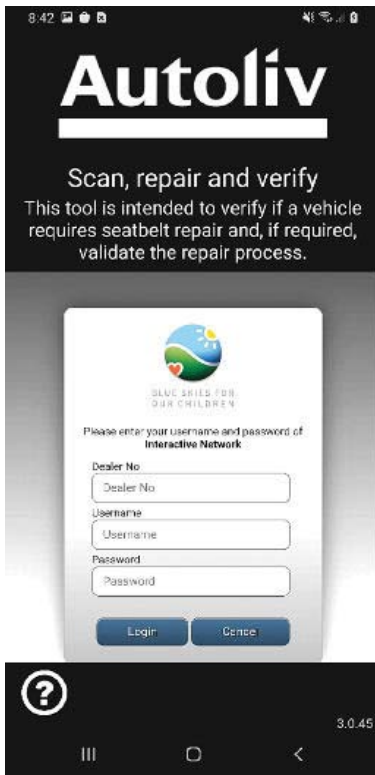 8:42
Autoliv
Scan, repair and verify
This tool is intended to verify if a vehicle
requires seatbelt repair and, if required,
validate the repair process.
BLUE SKIES FOR
OUR CHILDREN
Please enter your username and password of
Interactive Network
Dealer No
Dealer No
Username
Username
Password
Password
Login Cancel
?
3.0.45